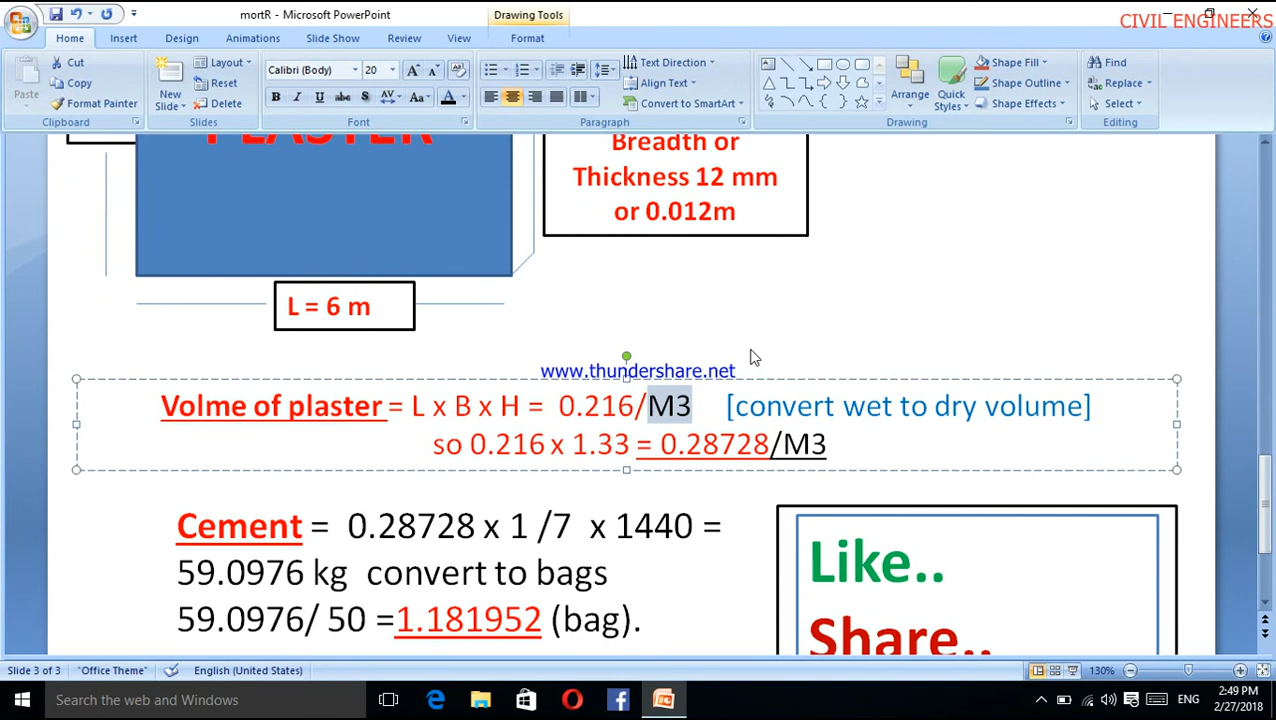 mortR - Microsoft PowerPoint
Drawing Tools
CIVIL ENGINEERS
Home
Insert
Design
Animations
Slide Show
Review
View
Format
Paste
Cut
Copy
Format Painter
Clipboard
New Slide
Layout
Reset
Delete
Slides
Calibri (Body)
20
B I U abc S AV Aa A
Font
Text Direction
Align Text
Convert to SmartArt
Paragraph
Arrange
Quick Styles
Shape Fill
Shape Outline
Shape Effects
Drawing
Find
Replace
Select
Editing
PLASTER
Breadth or
Thickness 12 mm
or 0.012m
L = 6 m
www.thundershare.net
Volme of plaster = L x B x H = 0.216/M3 [convert wet to dry volume]
so 0.216 x 1.33 = 0.28728/M3
Cement = 0.28728 x 1 /7 x 1440 =
59.0976 kg convert to bags
59.0976/ 50 =1.181952 (bag).
Like..
Share..
Slide 3 of 3
"Office Theme"
English (United States)
130%
Search the web and Windows
ENG
2:49 PM
2/27/2018